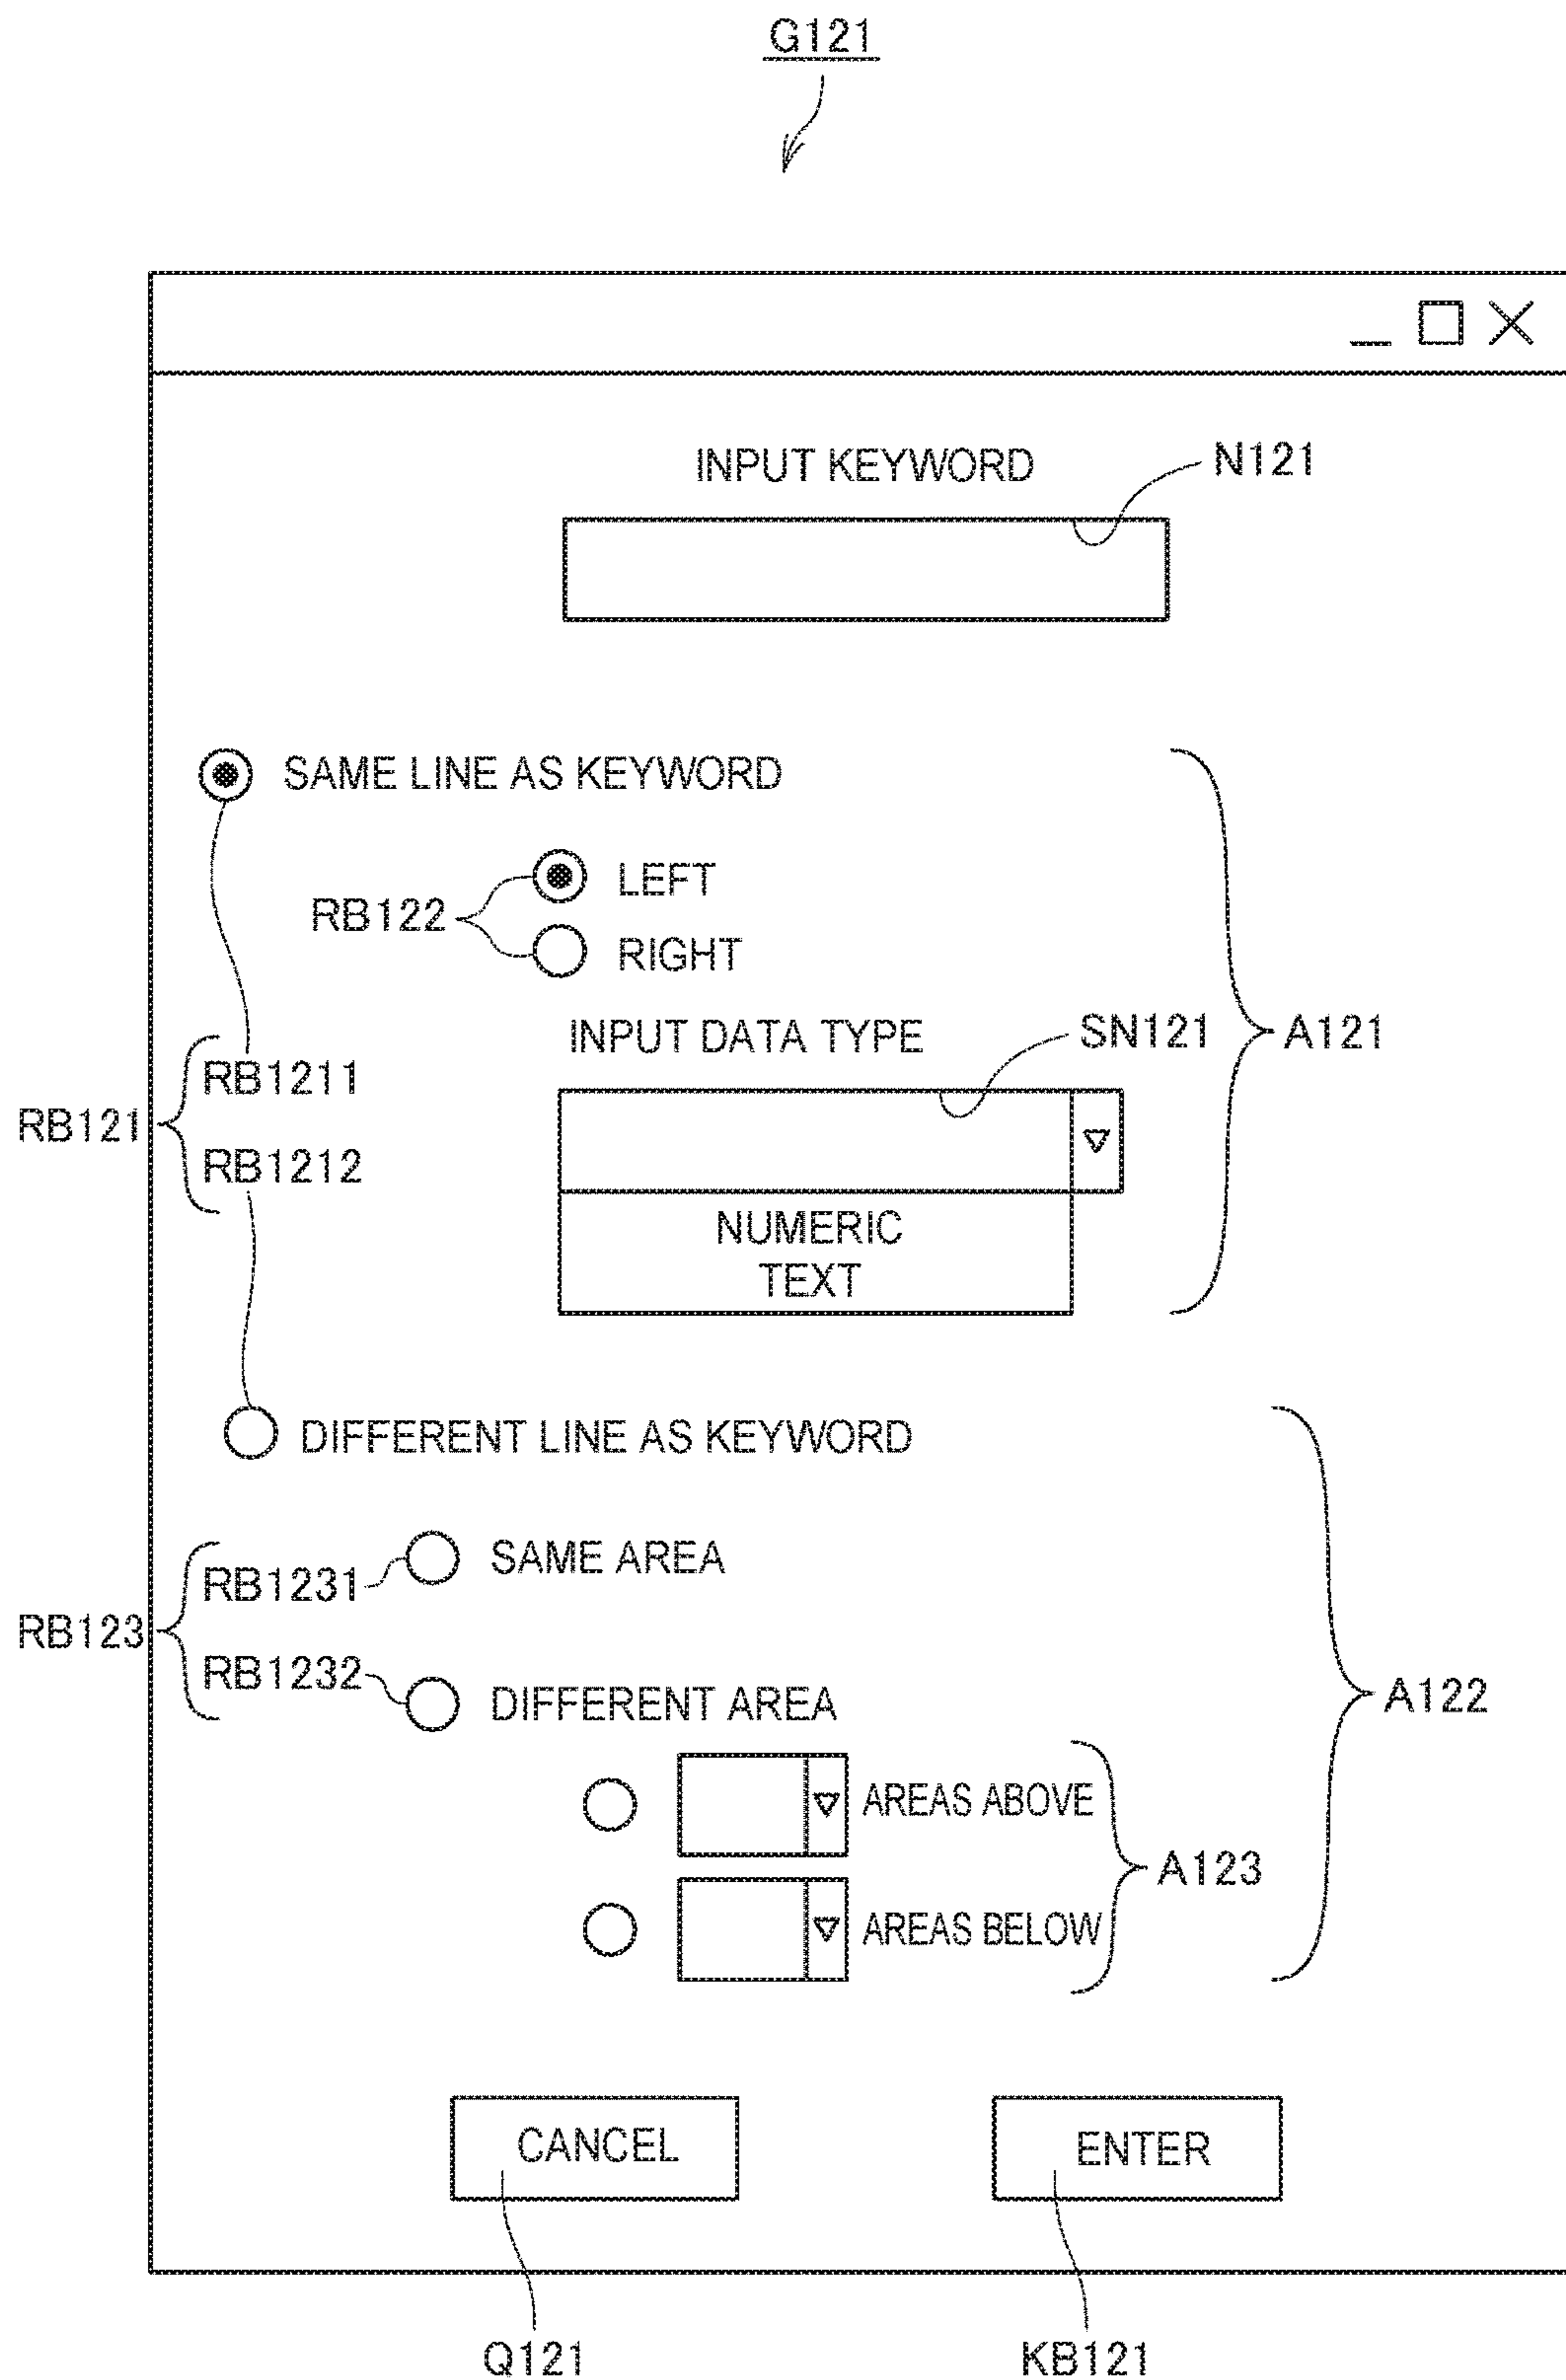 G121
INPUT KEYWORD
N121
SAME LINE AS KEYWORD
LEFT
RB122
RIGHT
INPUT DATA TYPE
SN121
A121
RB1211
RB121
RB1212
NUMERIC
TEXT
DIFFERENT LINE AS KEYWORD
SAME AREA
RB1231
RB123
RB1232
DIFFERENT AREA
A122
AREAS ABOVE
A123
AREAS BELOW
CANCEL
ENTER
Q121
KB121